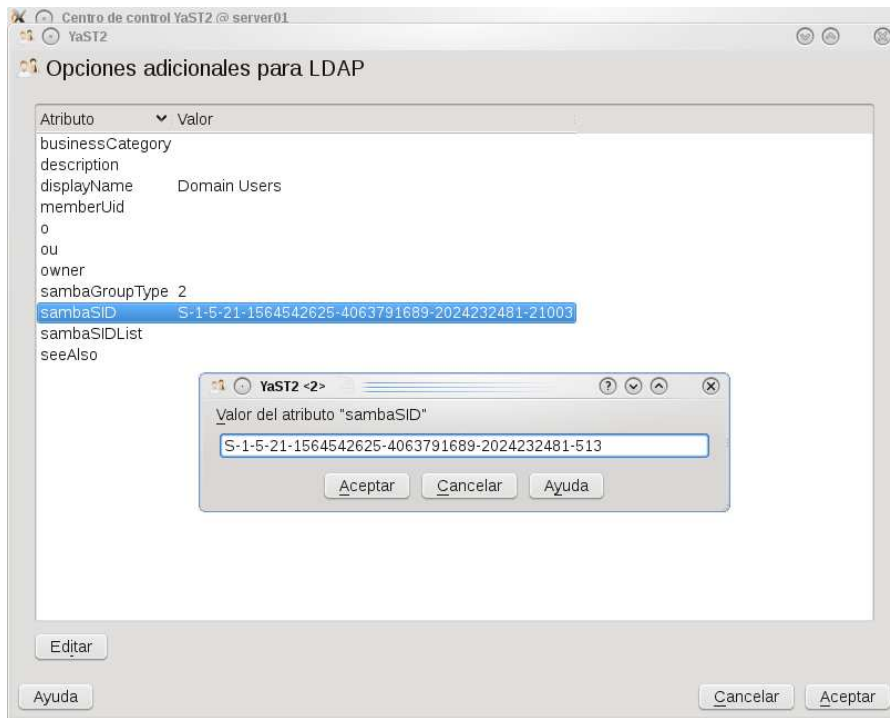 Centro de control YaST2 @ server01
YaST2
Opciones adicionales para LDAP
Atributo Valor
businessCategory
description
displayName Domain Users
memberUid
o
ou
owner
sambaGroupType 2
sambaSID S-1-5-21-1564542625-4063791689-2024232481-21003
sambaSIDList
seeAlso
YaST2 <2>
Valor del atributo "sambaSID"
S-1-5-21-1564542625-4063791689-2024232481-513
Aceptar Cancelar Ayuda
Editar
Ayuda Cancelar Aceptar